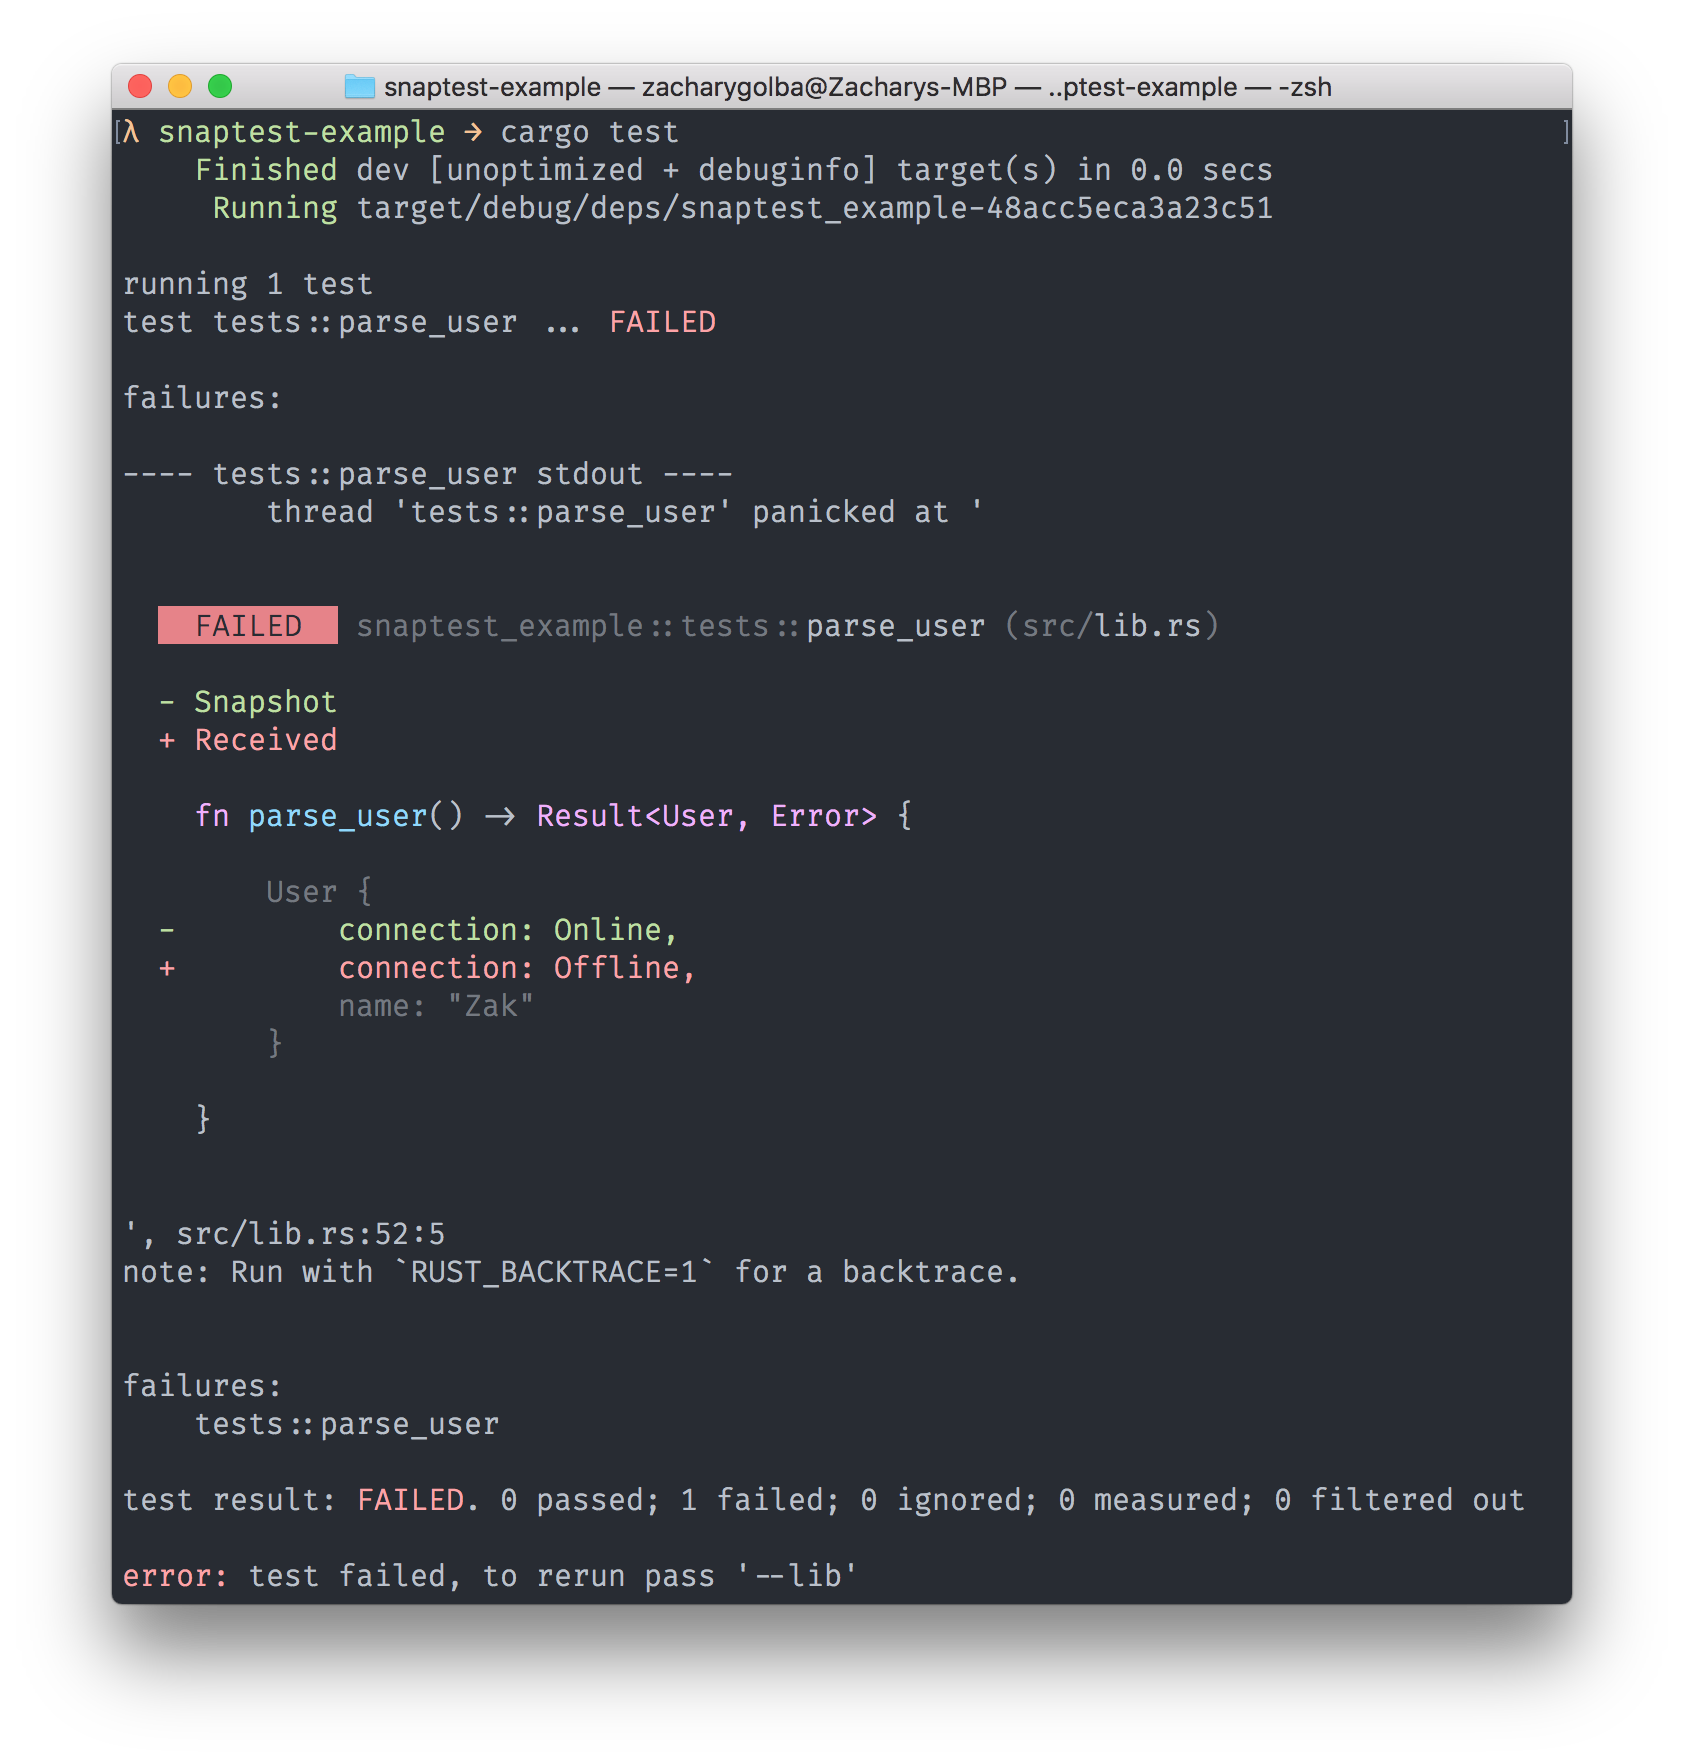 snaptest-example — zacharygolba@Zacharys-MBP — ..ptest-example — -zsh
[λ snaptest-example → cargo test ]
    Finished dev [unoptimized + debuginfo] target(s) in 0.0 secs
     Running target/debug/deps/snaptest_example-48acc5eca3a23c51
running 1 test
test tests::parse_user ... FAILED
failures:
---- tests::parse_user stdout ----
        thread 'tests::parse_user' panicked at '
  FAILED snaptest_example::tests::parse_user (src/lib.rs)
  - Snapshot
  + Received
    fn parse_user() -> Result<User, Error> {
        User {
  -         connection: Online,
  +         connection: Offline,
            name: "Zak"
        }
    }
', src/lib.rs:52:5
note: Run with `RUST_BACKTRACE=1` for a backtrace.
failures:
    tests::parse_user
test result: FAILED. 0 passed; 1 failed; 0 ignored; 0 measured; 0 filtered out
error: test failed, to rerun pass '--lib'